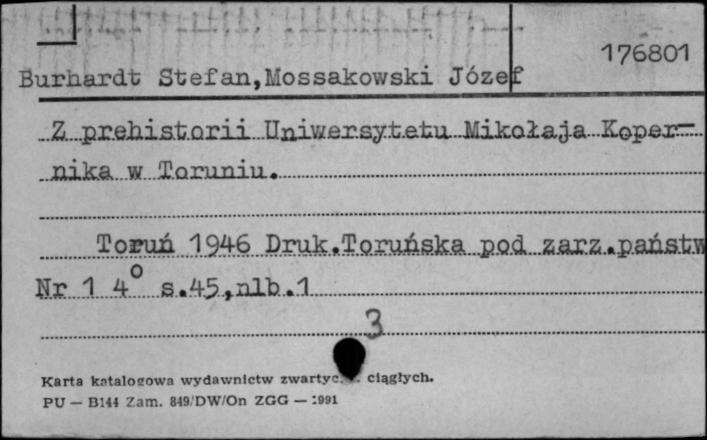 176801
Burhardt Stefan,Mossakowski Józef
Z prehistorii Uniwersytetu Mikołaja Koper-
nika w Toruniu.
Toruń 1946 Druk.Toruńska pod zarz.państw
Nr 1 4° s.45,nlb.1
3
Karta katalogowa wydawnictw ciągłych.
PU — B144 Zam. 849/DW/On ZGG — 1991